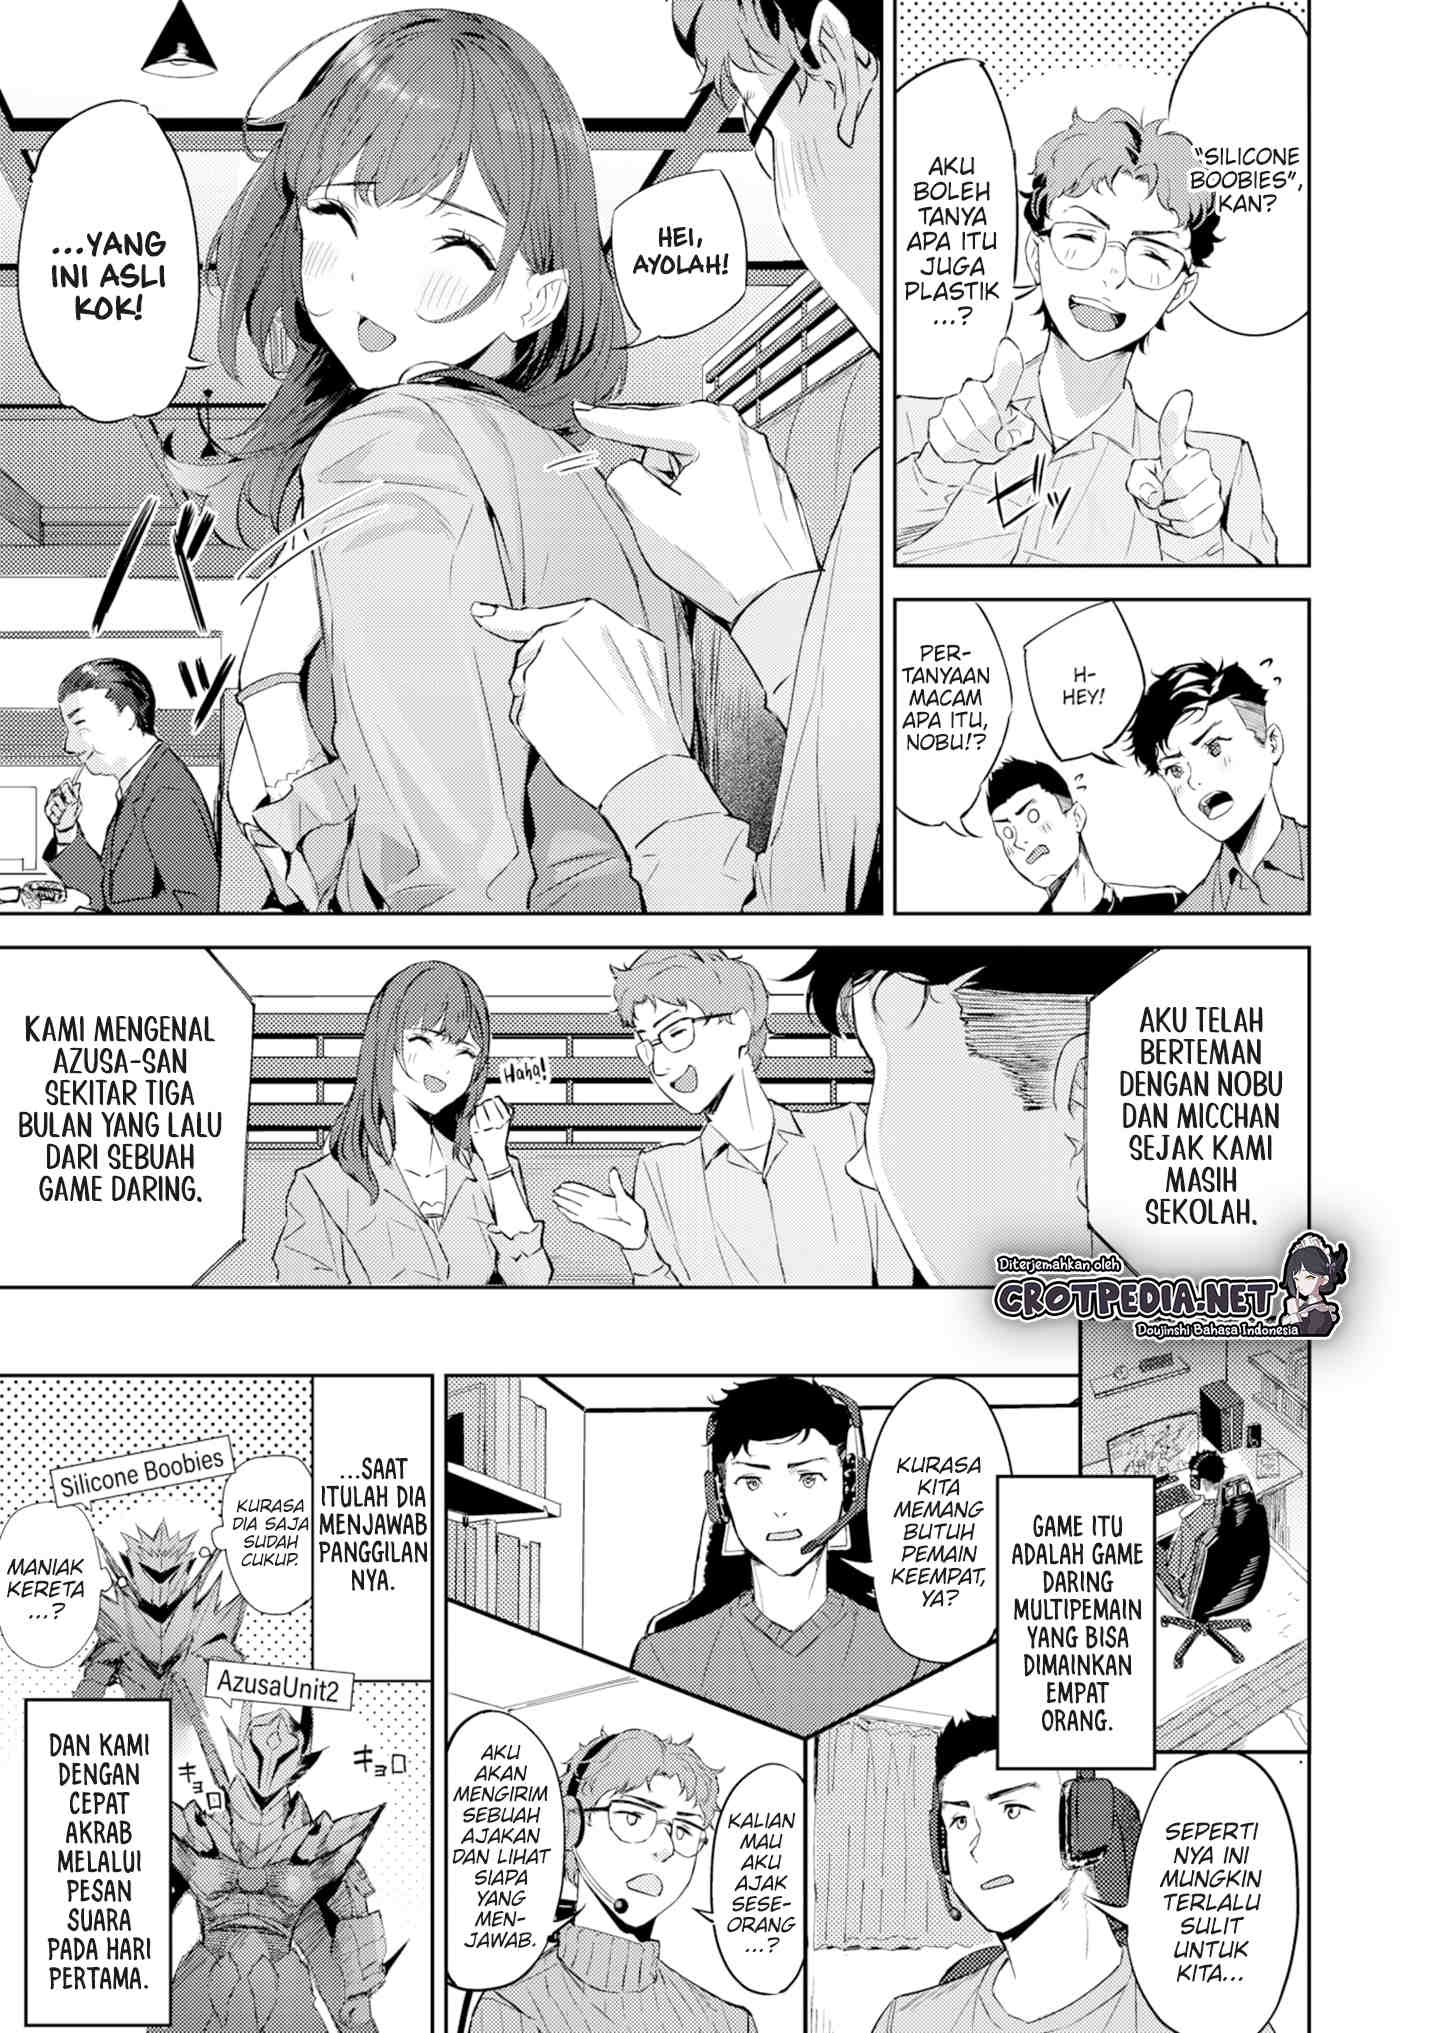 "SILICONE
BOOBIES",
KAN?
AKU
BOLEH
TANYA
APA ITU
JUGA
PLASTIK
...?
HEI,
AYOLAH!
...YANG
INI ASLI
KOK!
H-
HEY!
PER-
TANYAAN
MACAM
APA ITU,
NOBU!?
AKU TELAH
BERTEMAN
DENGAN NOBU
DAN MICCHAN
SEJAK KAMI
MASIH
SEKOLAH.
Haha!
KAMI MENGENAL
AZUSA-SAN
SEKITAR TIGA
BULAN YANG LALU
DARI SEBUAH
GAME DARING.
Diterjemahkan oleh
CROTPEDIA.NET
Doujinshi Bahasa Indonesia
GAME ITU
ADALAH GAME
DARING
MULTIPEMAIN
YANG BISA
DIMAINKAN
EMPAT
ORANG.
KURASA
KITA
MEMANG
BUTUH
PEMAIN
KEEMPAT,
YA?
SEPERTI
NYA INI
MUNGKIN
TERLALU
SULIT
UNTUK
KITA...
KALIAN
MAU
AKU
AJAK
SESE-
ORANG
...?
AKU
AKAN
MENGIRIM
SEBUAH
AJAKAN
DAN LIHAT
SIAPA
YANG
MEN-
JAWAB.
...SAAT
ITULAH DIA
MENJAWAB
PANGGILAN
NYA.
Silicone Boobies
KURASA
DIA SAJA
SUDAH
CUKUP.
MANIAK
KERETA
...?
AzusaUnit2
キョロ
キョロ
DAN KAMI
DENGAN
CEPAT
AKRAB
MELALUI
PESAN
SUARA
PADA HARI
PERTAMA.